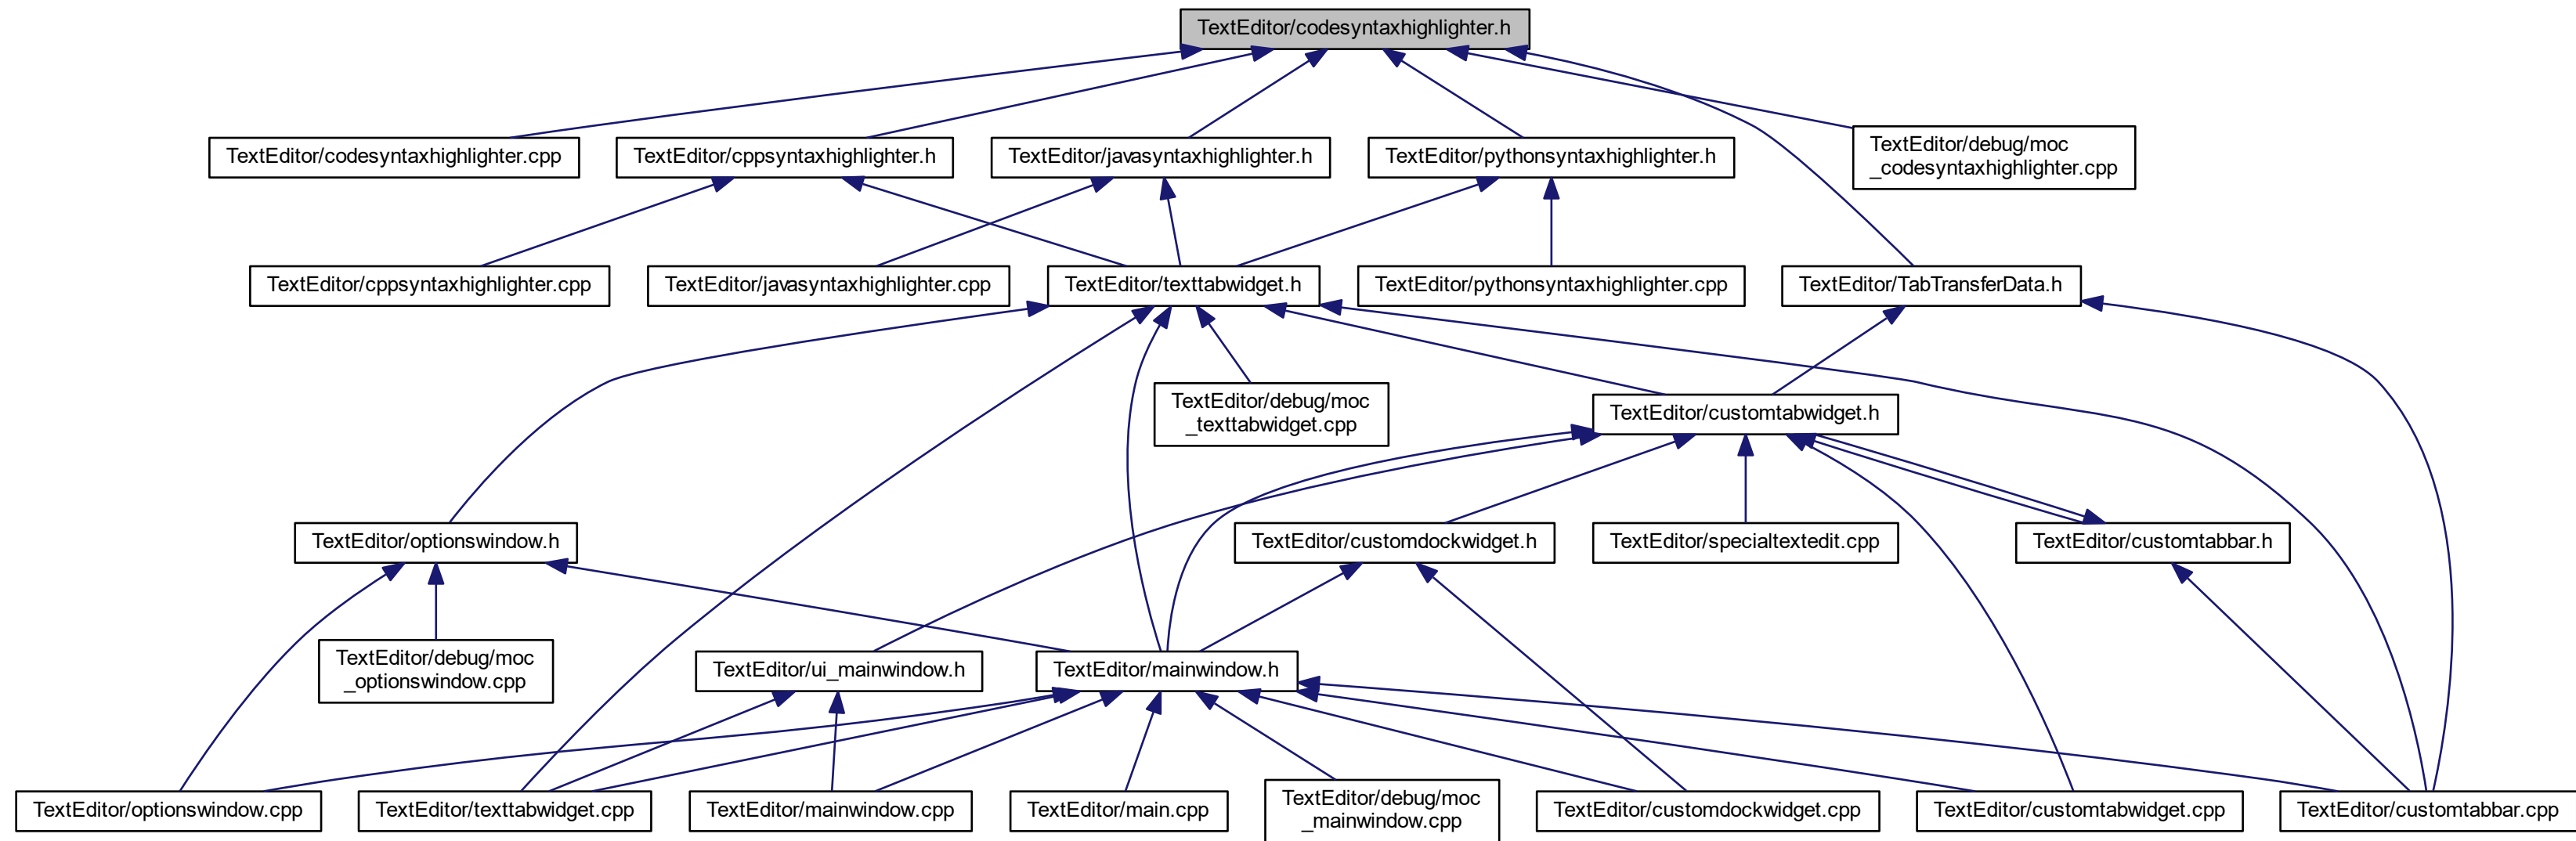 TextEditor/codesyntaxhighlighter.h
TextEditor/codesyntaxhighlighter.cpp
TextEditor/cppsyntaxhighlighter.h
TextEditor/javasyntaxhighlighter.h
TextEditor/pythonsyntaxhighlighter.h
TextEditor/debug/moc
_codesyntaxhighlighter.cpp
TextEditor/cppsyntaxhighlighter.cpp
TextEditor/javasyntaxhighlighter.cpp
TextEditor/texttabwidget.h
TextEditor/pythonsyntaxhighlighter.cpp
TextEditor/TabTransferData.h
TextEditor/debug/moc
_texttabwidget.cpp
TextEditor/customtabwidget.h
TextEditor/optionswindow.h
TextEditor/customdockwidget.h
TextEditor/specialtextedit.cpp
TextEditor/customtabbar.h
TextEditor/debug/moc
_optionswindow.cpp
TextEditor/ui_mainwindow.h
TextEditor/mainwindow.h
TextEditor/optionswindow.cpp
TextEditor/texttabwidget.cpp
TextEditor/mainwindow.cpp
TextEditor/main.cpp
TextEditor/debug/moc
_mainwindow.cpp
TextEditor/customdockwidget.cpp
TextEditor/customtabwidget.cpp
TextEditor/customtabbar.cpp